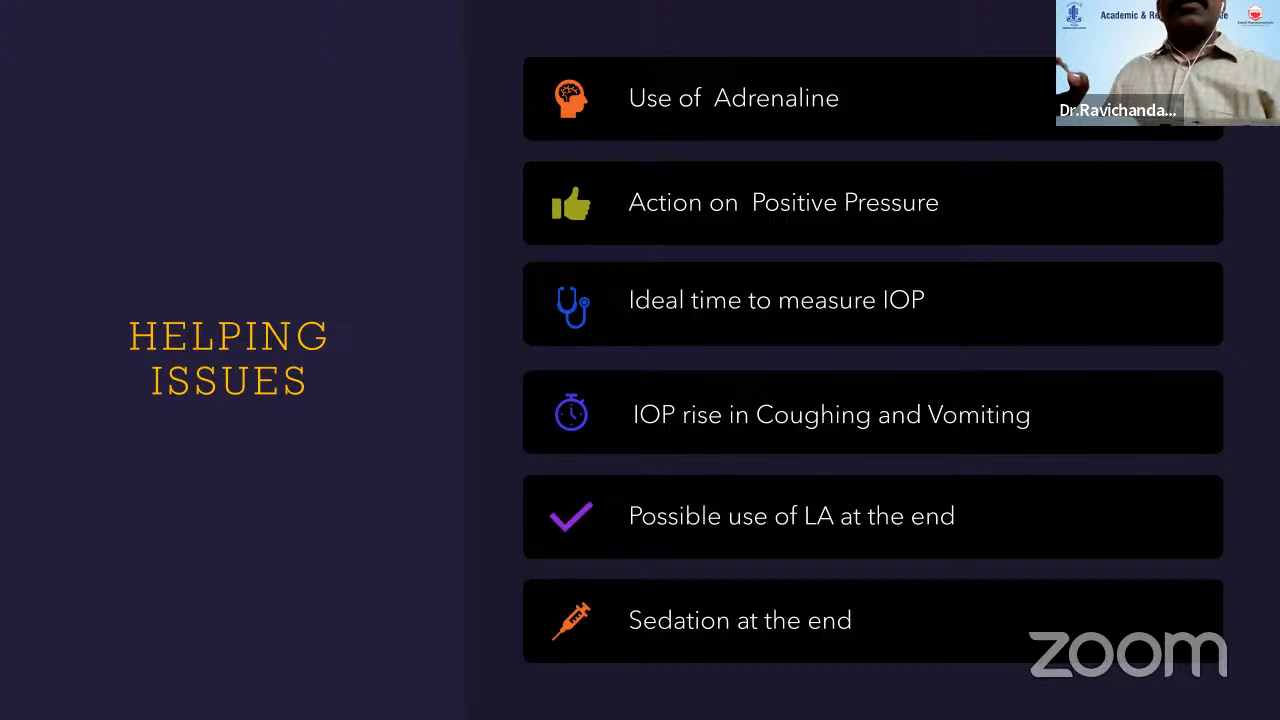 HELPING
ISSUES
Use of Adrenaline
Action on Positive Pressure
Ideal time to measure IOP
IOP rise in Coughing and Vomiting
Possible use of LA at the end
Sedation at the end
Academic & Re
Dr.Ravichanda...
zoom